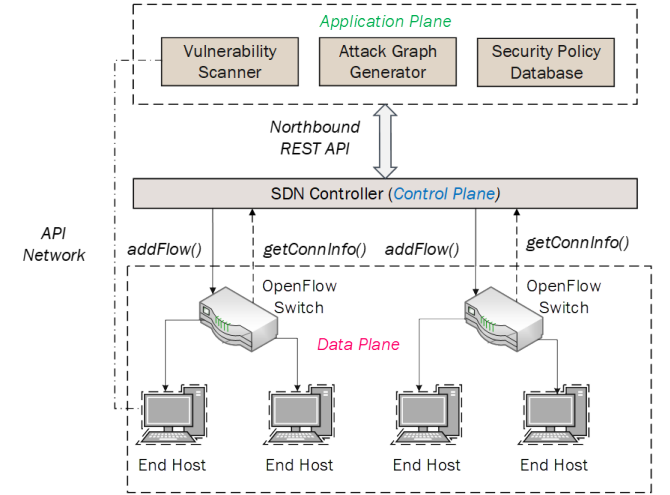 Application Plane
Vulnerability
Scanner
Attack Graph
Generator
Security Policy
Database
Northbound
REST API
SDN Controller (Control Plane)
API
Network
addFlow()
getConnInfo()
addFlow()
getConnInfo()
OpenFlow
Switch
OpenFlow
Switch
Data Plane
End Host
End Host
End Host
End Host